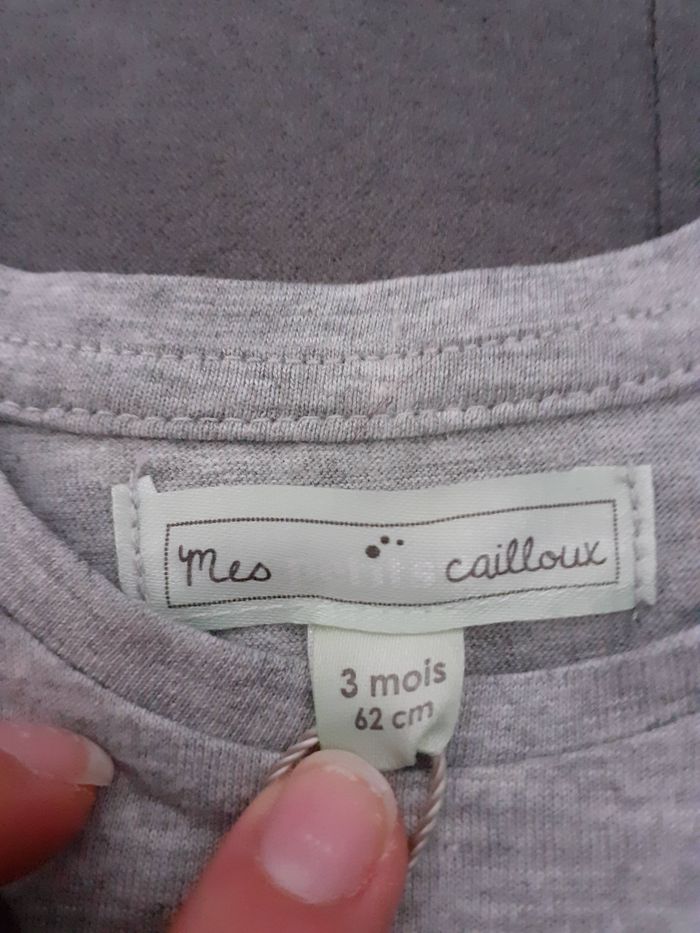 Mes cailloux
3 mois
62 cm